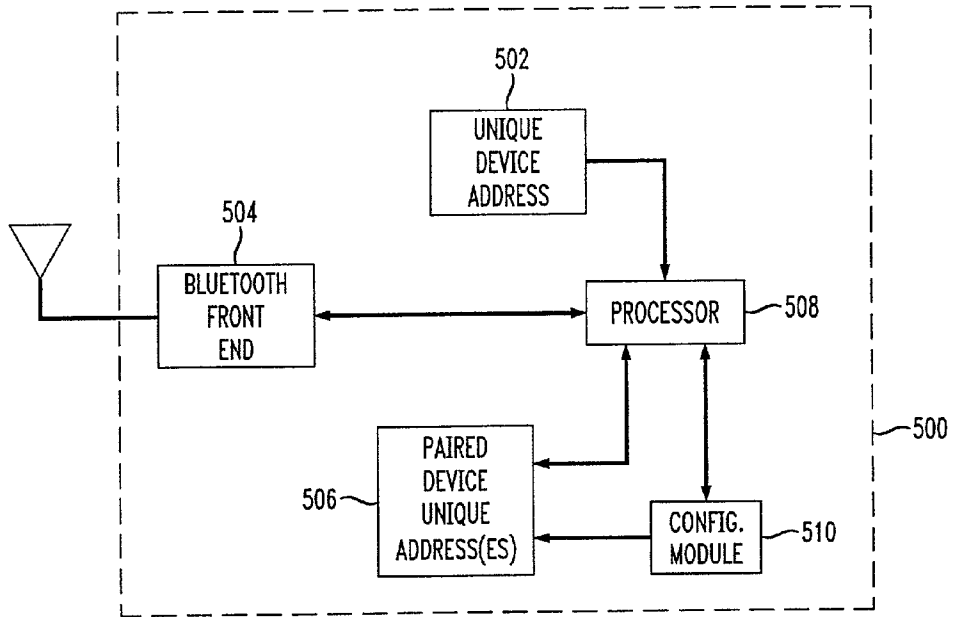 502
UNIQUE
DEVICE
ADDRESS
504
BLUETOOTH
FRONT
END
PROCESSOR
508
500
506
PAIRED
DEVICE
UNIQUE
ADDRESS(ES)
CONFIG.
MODULE
510